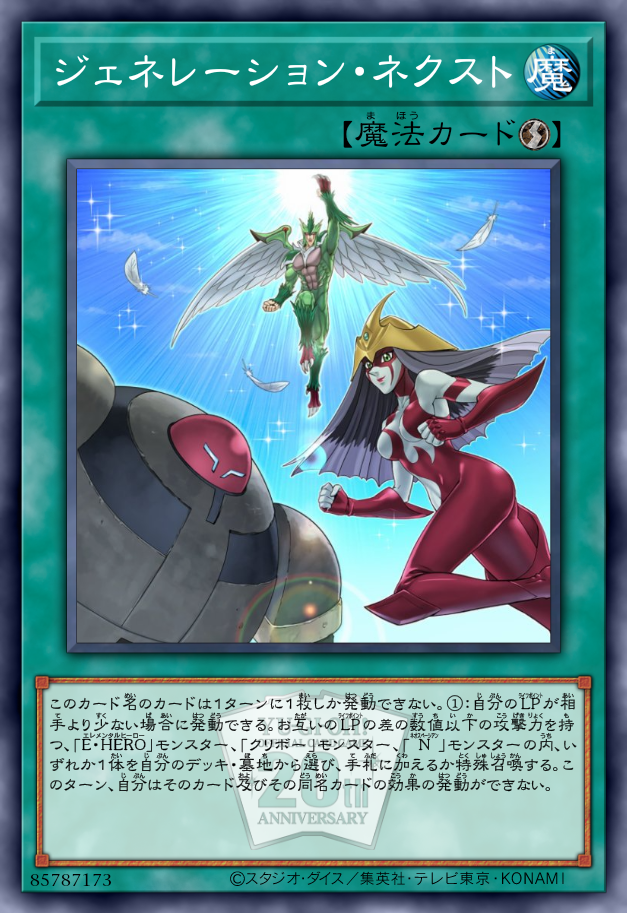 ジェネレーション・ネクスト
魔
【魔法カード】
このカード名のカードは1ターンに1枚しか発動できない。①:自分のLPが相
手より少ない場合に発動できる。お互いのLPの差の数値以下の攻撃力を持
つ、「E・HERO」モンスター、「クリボー」モンスター、「N」モンスターの内、い
ずれか1体を自分のデッキ・墓地から選び、手札に加えるか特殊召喚する。こ
のターン、自分はそのカード及びその同名カードの効果の発動ができない。
YU-GI-OH!
20th
ANNIVERSARY
85787173
©スタジオ・ダイス/集英社・テレビ東京・KONAMI